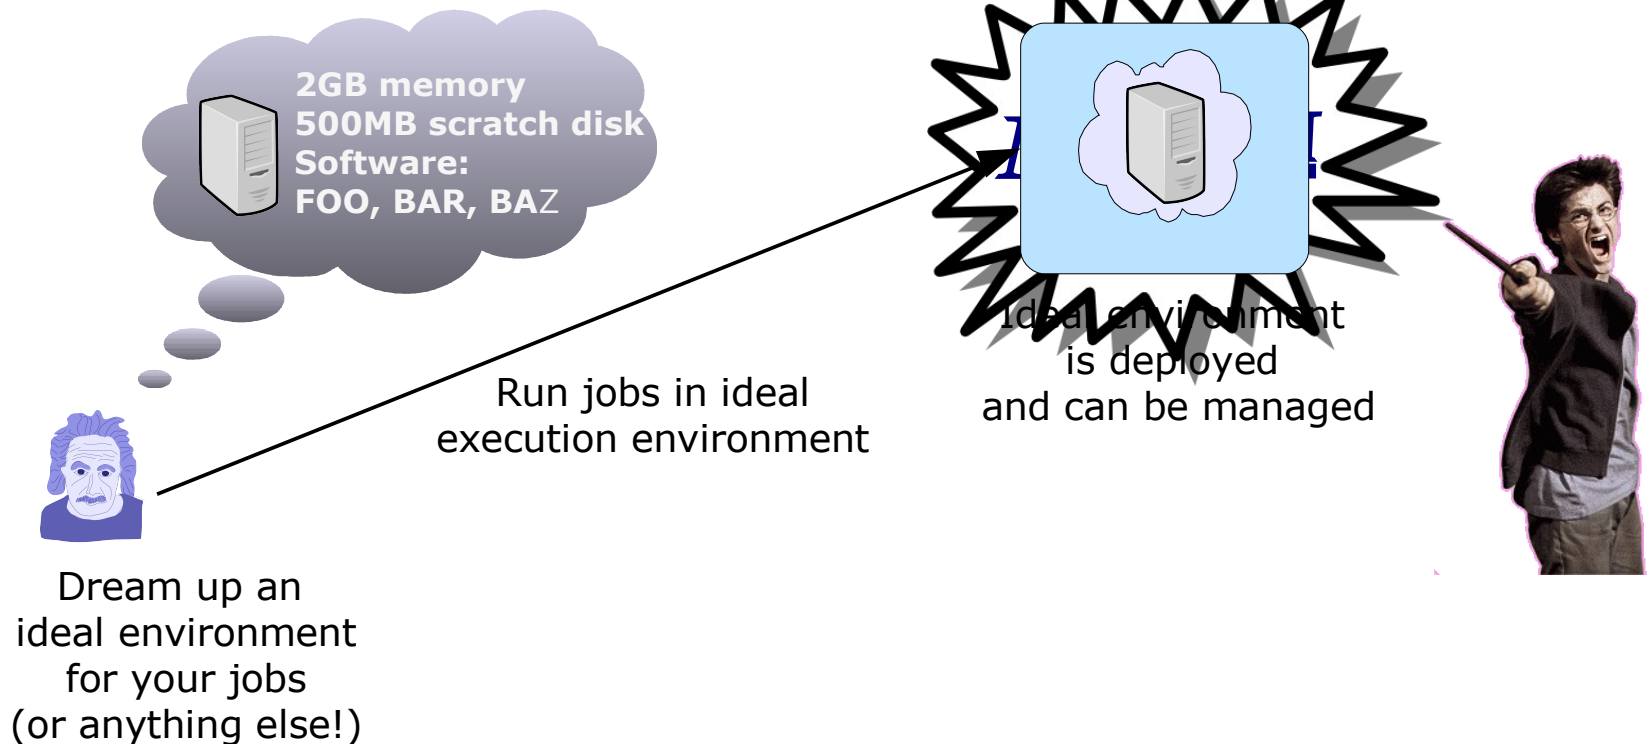 2GB memory
500MB scratch disk
Software:
FOO, BAR, BAZ
Ideal environment
is deployed
and can be managed
Run jobs in ideal
execution environment
Dream up an
ideal environment
for your jobs
(or anything else!)